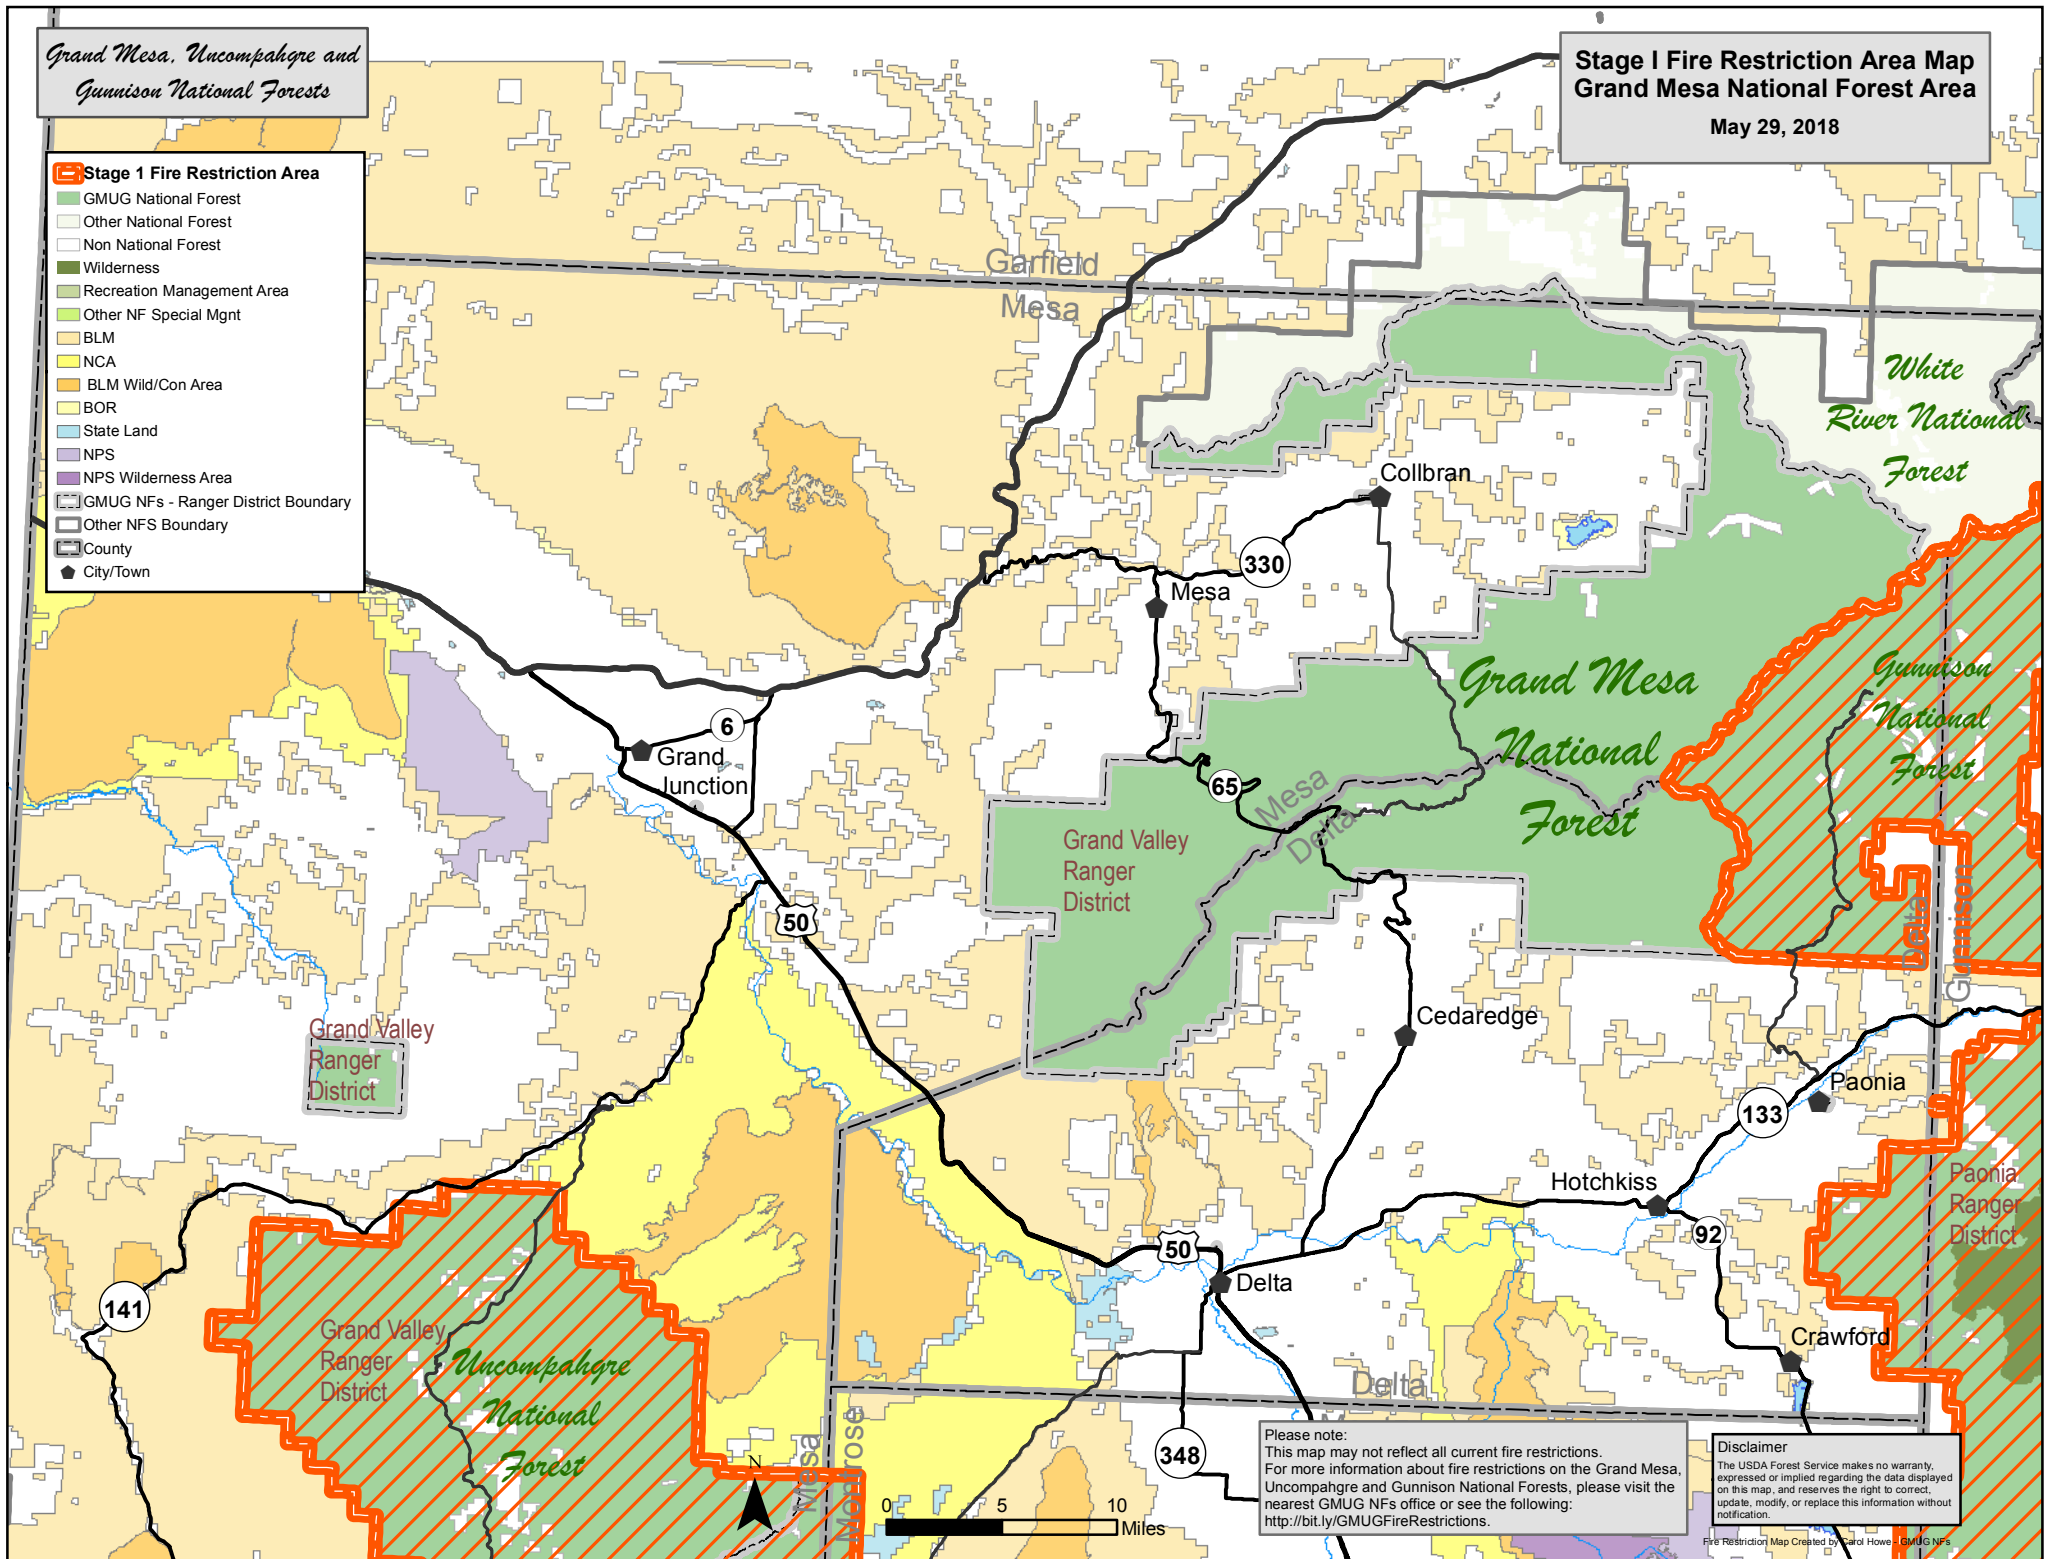 Grand Mesa, Uncompahgre and
Gunnison National Forests
Stage I Fire Restriction Area Map
Grand Mesa National Forest Area
May 29, 2018
Stage 1 Fire Restriction Area
GMUG National Forest
Other National Forest
Non National Forest
Wilderness
Recreation Management Area
Other NF Special Mgnt
BLM
NCA
BLM Wild/Con Area
BOR
State Land
NPS
NPS Wilderness Area
GMUG NFs - Ranger District Boundary
Other NFS Boundary
County
City/Town
Garfield
Mesa
White
River National
Forest
Collbran
330
Mesa
Grand Mesa
National
Forest
Gunnison
National
Forest
6
Grand
Junction
65
Mesa
Delta
Grand Valley
Ranger
District
50
Delta
Gunnison
Cedaredge
Grand Valley
Ranger
District
Paonia
133
Paonia
Ranger
District
Hotchkiss
92
50
Delta
141
Grand Valley
Ranger
District
Uncompahgre
National
Forest
Crawford
Delta
Mesa
Montrose
348
N
0 5 10
Miles
Please note:
This map may not reflect all current fire restrictions.
For more information about fire restrictions on the Grand Mesa,
Uncompahgre and Gunnison National Forests, please visit the
nearest GMUG NFs office or see the following:
http://bit.ly/GMUGFireRestrictions.
Disclaimer
The USDA Forest Service makes no warranty,
expressed or implied regarding the data displayed
on this map, and reserves the right to correct,
update, modify, or replace this information without
notification.
Fire Restriction Map Created by Carol Howe - GMUG NFs